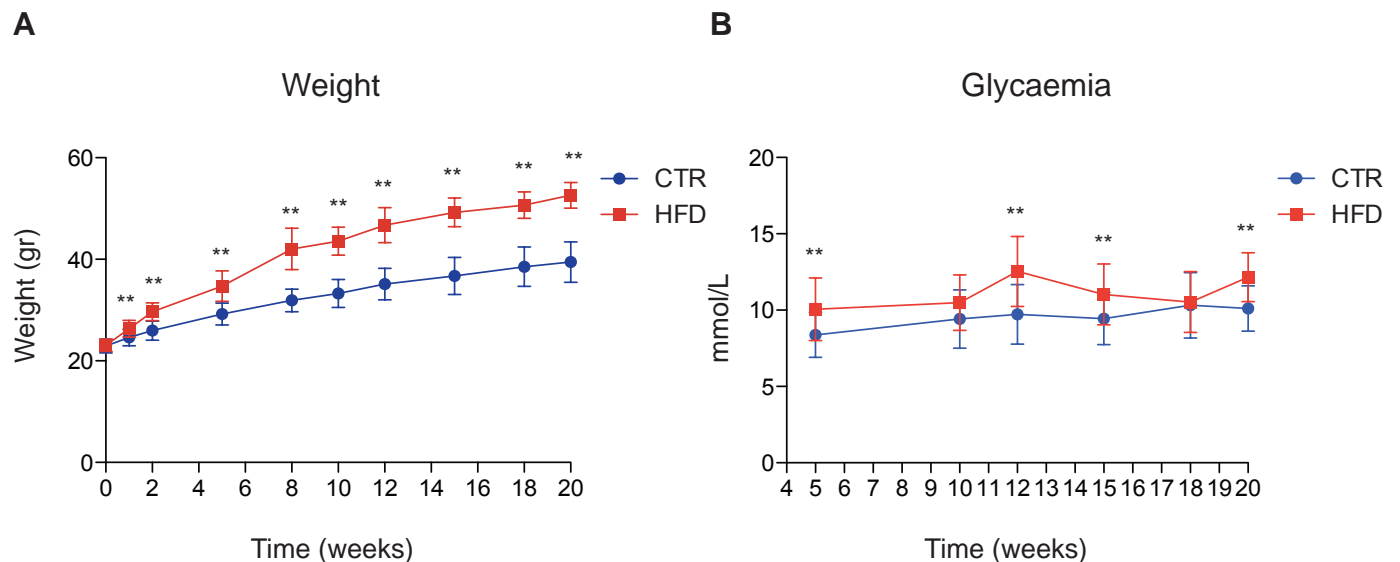 A
Weight
Weight (gr)
60
40
20
0
** ** ** ** ** ** ** ** **
0 2 4 6 8 10 12 14 16 18 20
Time (weeks)
CTR
HFD
B
Glycaemia
mmol/L
20
15
10
5
0
** ** ** **
4 5 6 7 8 9 10 11 12 13 14 15 16 17 18 19 20
Time (weeks)
CTR
HFD